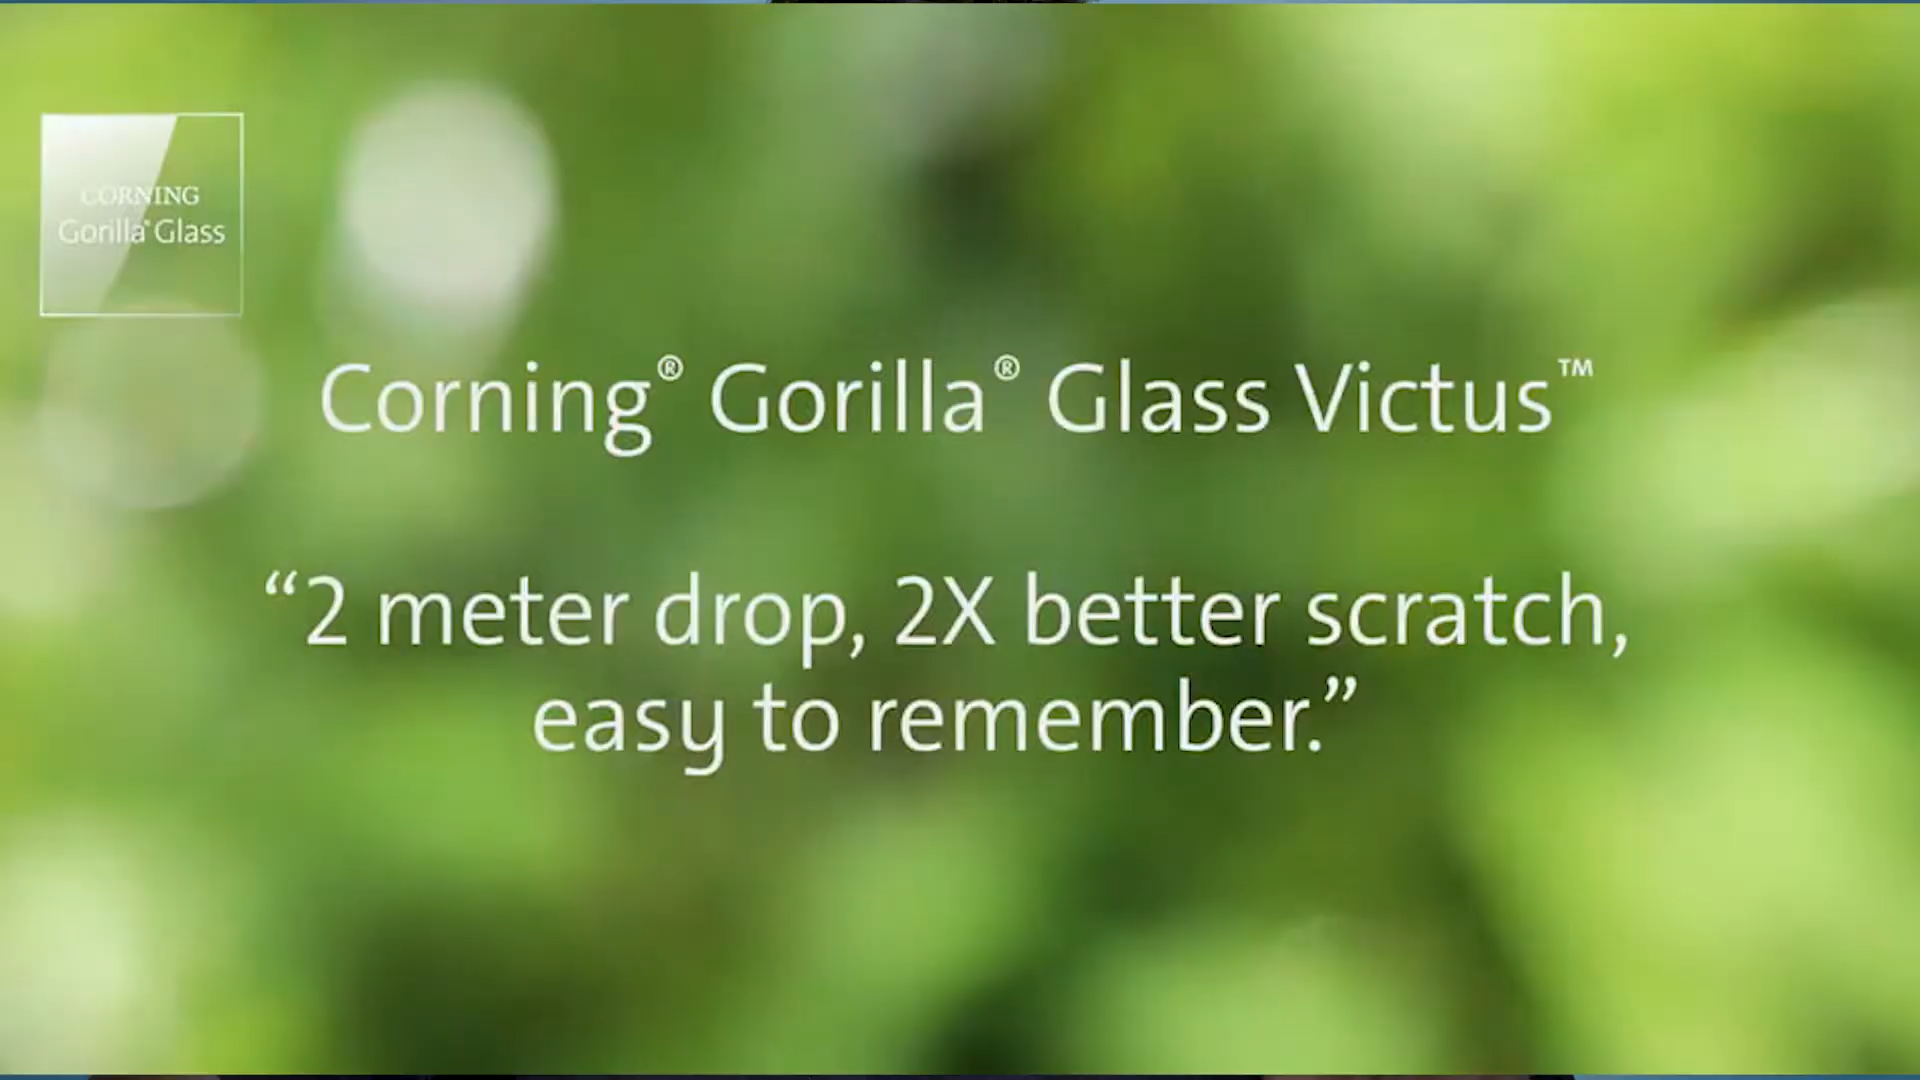 CORNING
Gorilla® Glass
Corning® Gorilla® Glass Victus™
“2 meter drop, 2X better scratch,
easy to remember.”